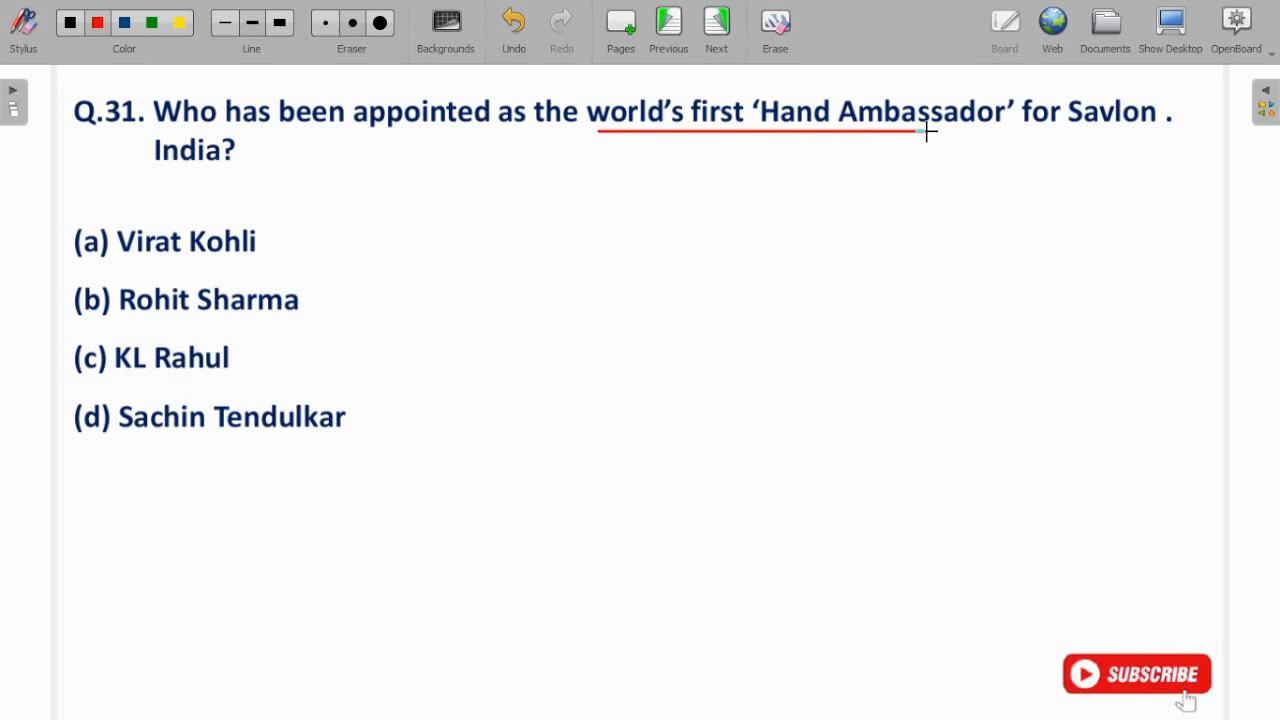 Stylus
Color
Line
Eraser
Backgrounds
Undo
Redo
Pages
Previous
Next
Erase
Board
Web
Documents
Show Desktop
OpenBoard
Q.31. Who has been appointed as the world's first ‘Hand Ambassador’ for Savlon .
India?
(a) Virat Kohli
(b) Rohit Sharma
(c) KL Rahul
(d) Sachin Tendulkar
SUBSCRIBE